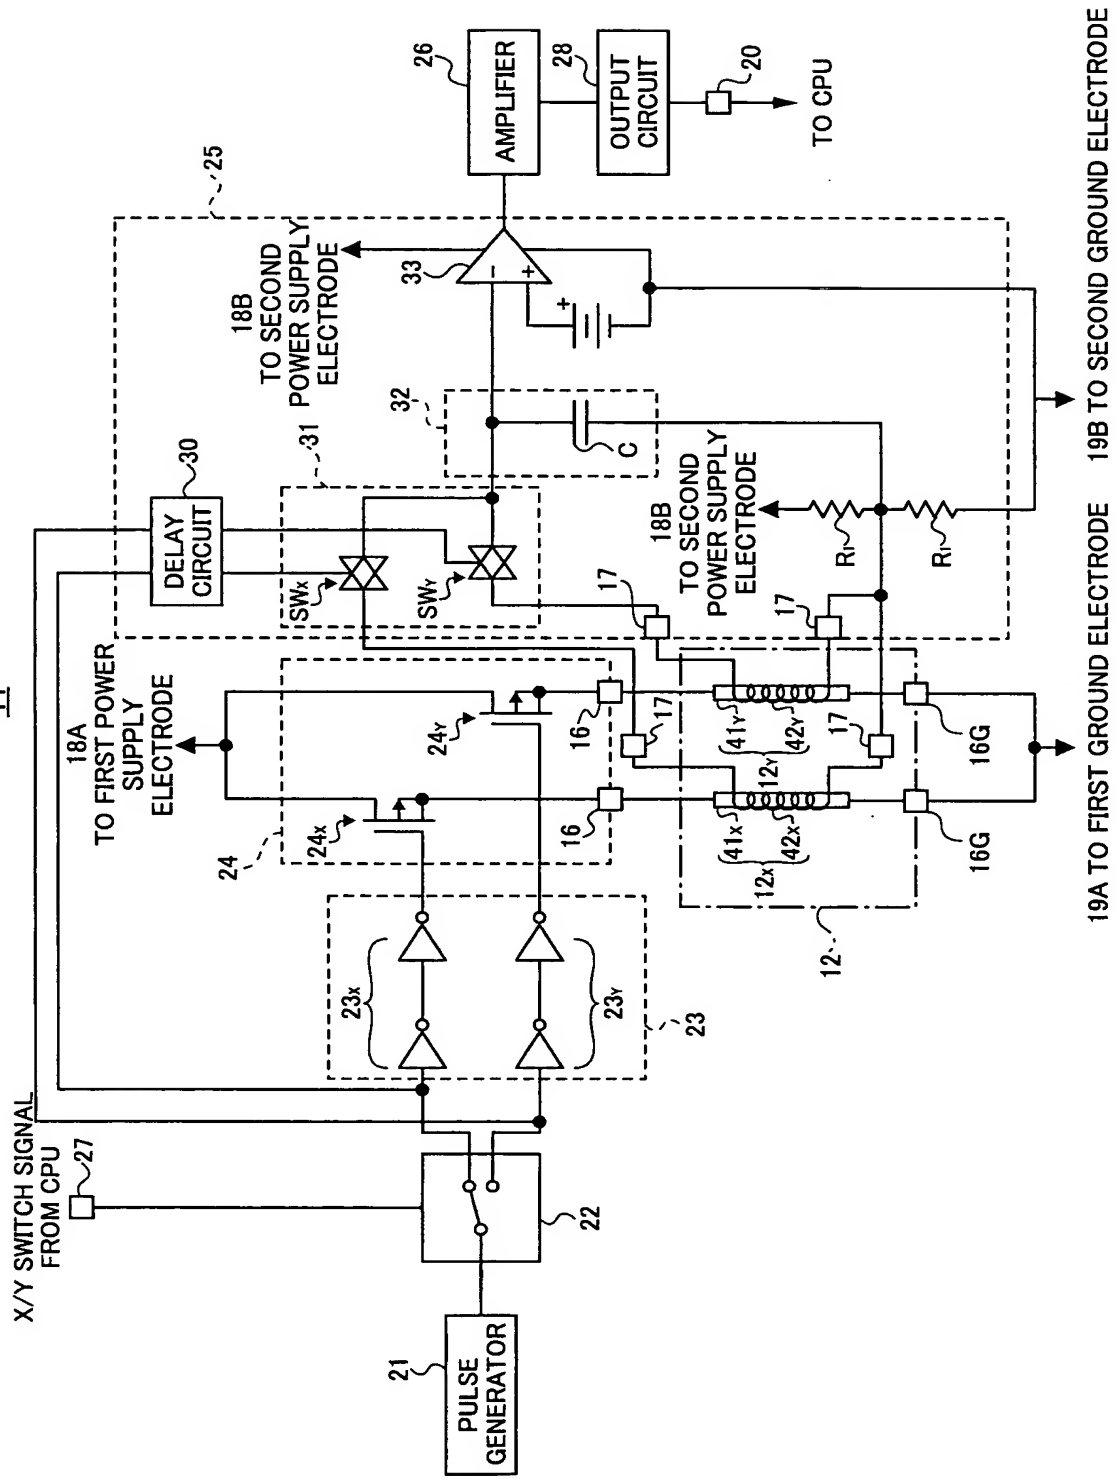 11
X/Y SWITCH SIGNAL
FROM CPU
27
21
PULSE
GENERATOR
22
23X
23Y
23
TO FIRST POWER
SUPPLY
ELECTRODE
18A
24
24X
24Y
16
16
DELAY
CIRCUIT
30
31
SWX
SWY
25
32
C
18B
TO SECOND
POWER SUPPLY
ELECTRODE
33
-
+
+
18B
TO SECOND
POWER SUPPLY
ELECTRODE
R1
R1
17
17
17
17
41X
42X
12X
41Y
42Y
12Y
12
16G
16G
AMPLIFIER
26
OUTPUT
CIRCUIT
28
20
TO CPU
19A TO FIRST GROUND ELECTRODE
19B TO SECOND GROUND ELECTRODE